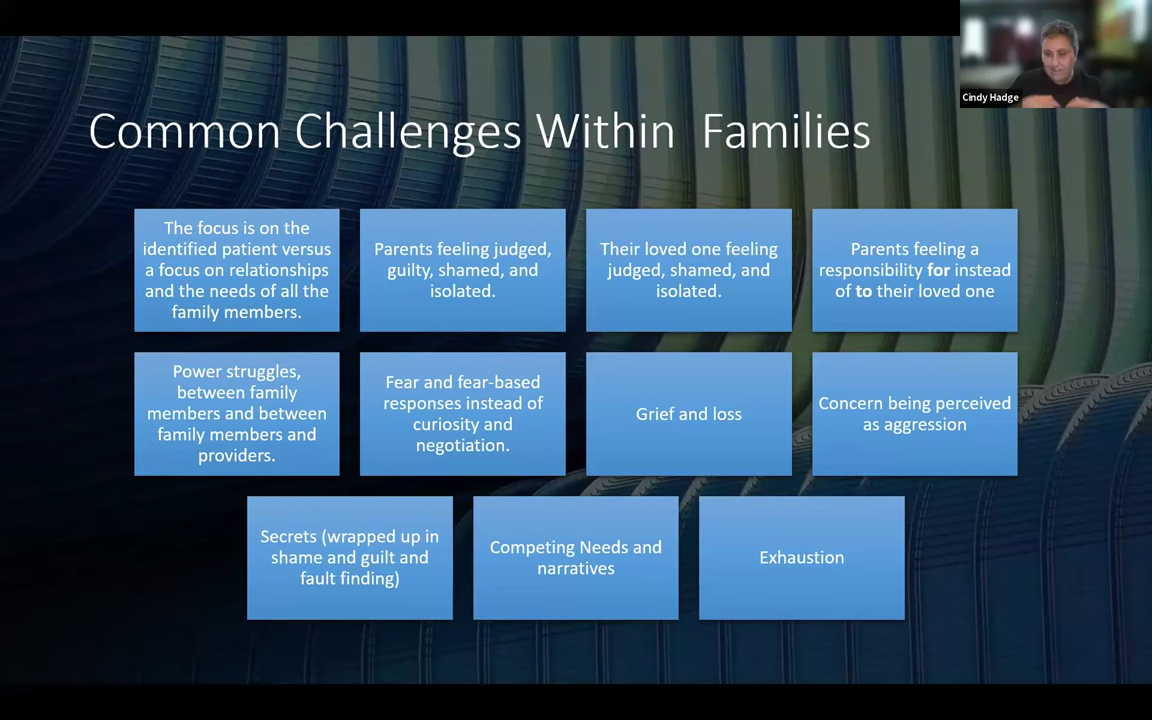 Cindy Hadge
Common Challenges Within Families
The focus is on the
identified patient versus
a focus on relationships
and the needs of all the
family members.
Parents feeling judged,
guilty, shamed, and
isolated.
Their loved one feeling
judged, shamed, and
isolated.
Parents feeling a
responsibility for instead
of to their loved one
Power struggles,
between family
members and between
family members and
providers.
Fear and fear-based
responses instead of
curiosity and
negotiation.
Grief and loss
Concern being perceived
as aggression
Secrets (wrapped up in
shame and guilt and
fault finding)
Competing Needs and
narratives
Exhaustion